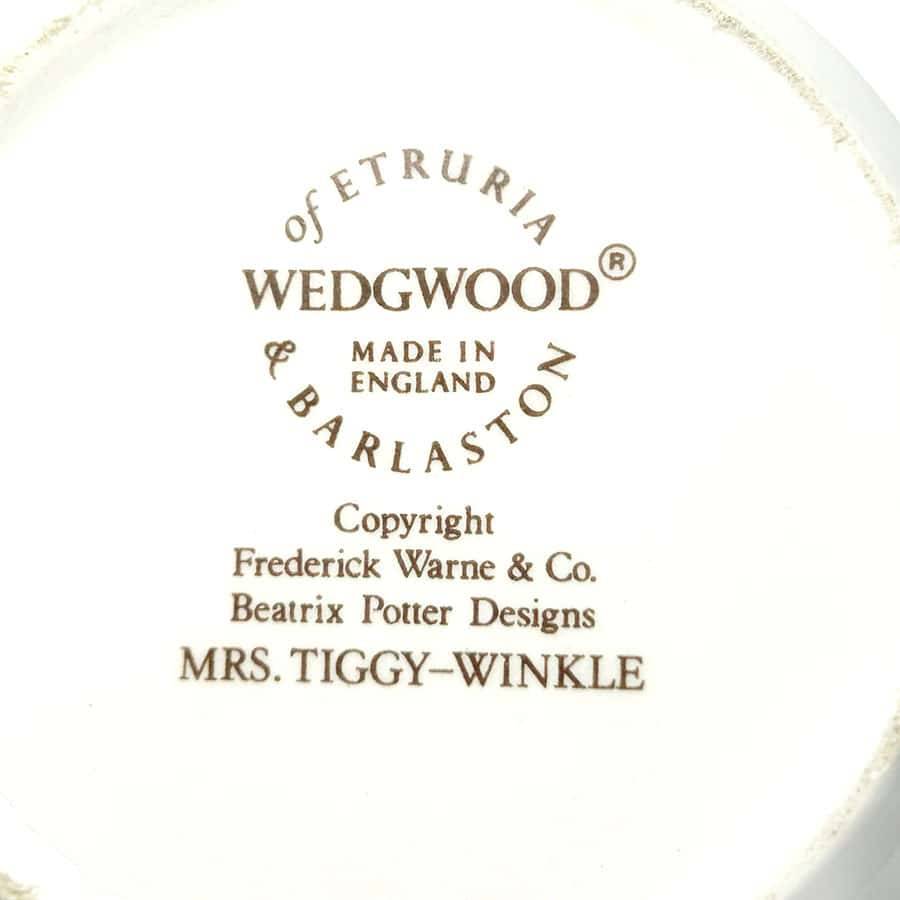 of ETRURIA
WEDGWOOD®
MADE IN
ENGLAND
& BARLASTON
Copyright
Frederick Warne & Co.
Beatrix Potter Designs
MRS. TIGGY–WINKLE